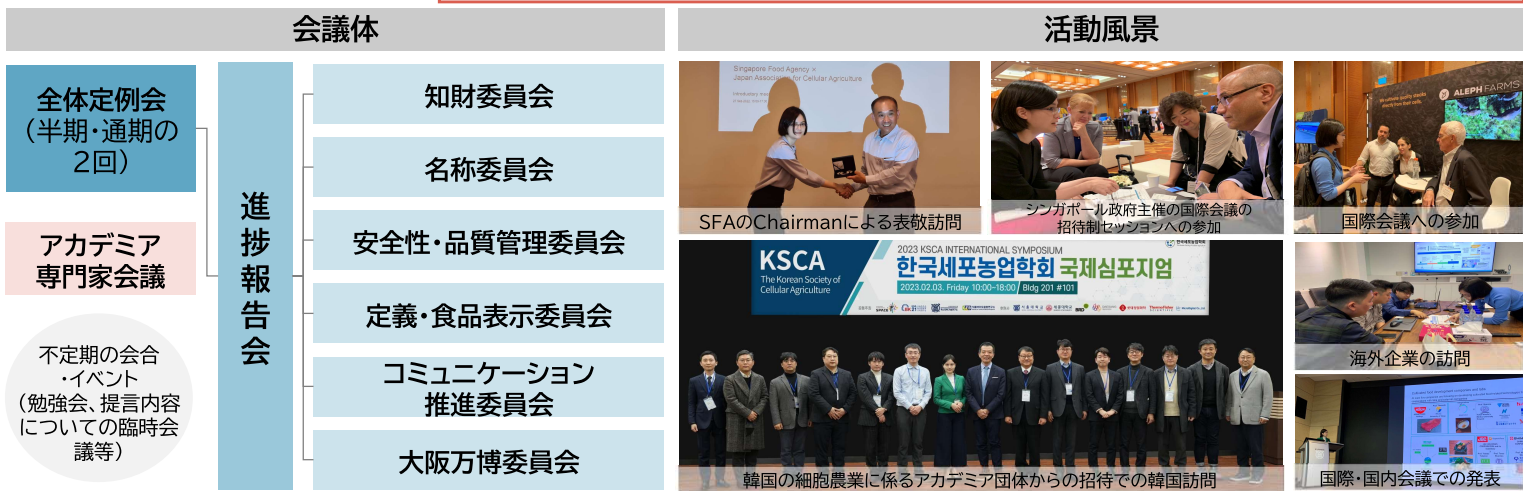 会議体
全体定例会
（半期・通期の
２回）
アカデミア
専門家会議
不定期の会合
・イベント
（勉強会、提言内容
についての臨時会
議等）
進捗報告会
知財委員会
名称委員会
安全性・品質管理委員会
定義・食品表示委員会
コミュニケーション
推進委員会
大阪万博委員会
活動風景
Singapore Food Agency ×
Japan Association for Cellular Agriculture
SFAのChairmanによる表敬訪問
シンガポール政府主催の国際会議の
招待制セッションへの参加
ALEPH FARMS
国際会議への参加
KSCA
The Korean Society of
Cellular Agriculture
2023 KSCA INTERNATIONAL SYMPOSIUM
한국세포농업학회 국제심포지엄
2023.02.03. Friday 10:00~18:00 / Bldg 201 #101
한국세포농업학회
韓国の細胞農業に係るアカデミア団体からの招待での韓国訪問
海外企業の訪問
国際・国内会議での発表